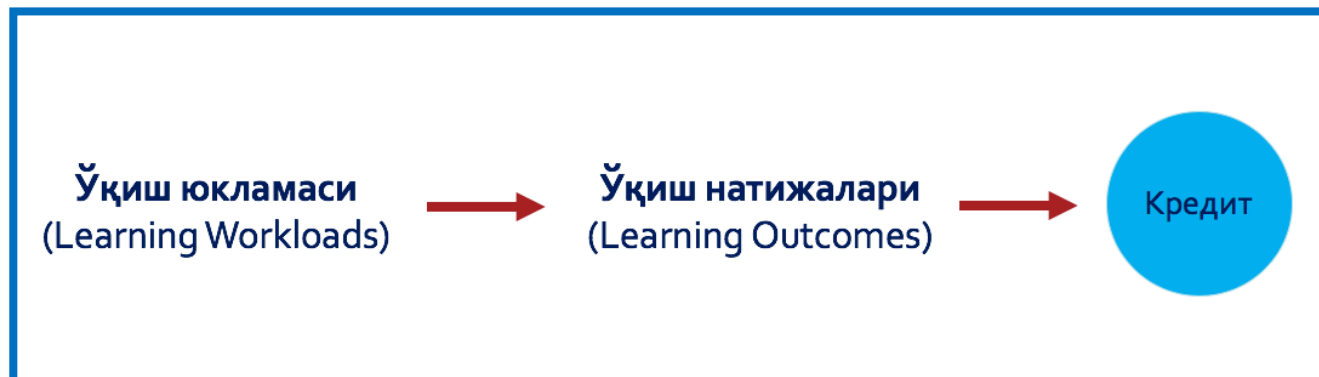 Ўқиш юкламаси
(Learning Workloads)
Ўқиш натижалари
(Learning Outcomes)
Кредит